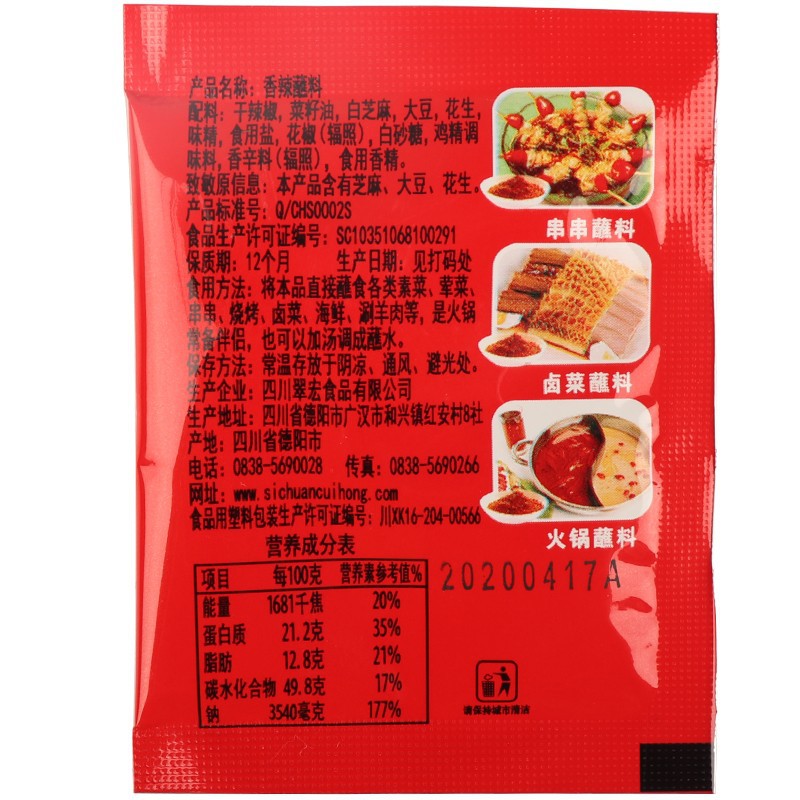 产品名称：香辣蘸料
配料：干辣椒，菜籽油，白芝麻，大豆，花生，
味精，食用盐，花椒（辐照），白砂糖，鸡精调
味料，香辛料（辐照），食用香精。
致敏原信息：本产品含有芝麻、大豆、花生。
产品标准号：Q/CHS0002S
食品生产许可证编号：SC10351068100291
保质期：12个月 生产日期：见打码处
食用方法：将本品直接蘸食各类素菜、荤菜、
串串、烧烤、卤菜、海鲜、涮羊肉等，是火锅
常备伴侣，也可以加汤调成蘸水。
保存方法：常温存放于阴凉、通风、避光处。
生产企业：四川翠宏食品有限公司
生产地址：四川省德阳市广汉市和兴镇红安村8社
产地：四川省德阳市
电话：0838-5690028 传真：0838-5690266
网址：www.sichuancuihong.com
食品用塑料包装生产许可证编号：川XK16-204-00566
营养成分表
项目 每100克 营养素参考值%
能量 1681千焦 20%
蛋白质 21.2克 35%
脂肪 12.8克 21%
碳水化合物 49.8克 17%
钠 3540毫克 177%
串串蘸料
卤菜蘸料
火锅蘸料
20200417A
请保持城市清洁